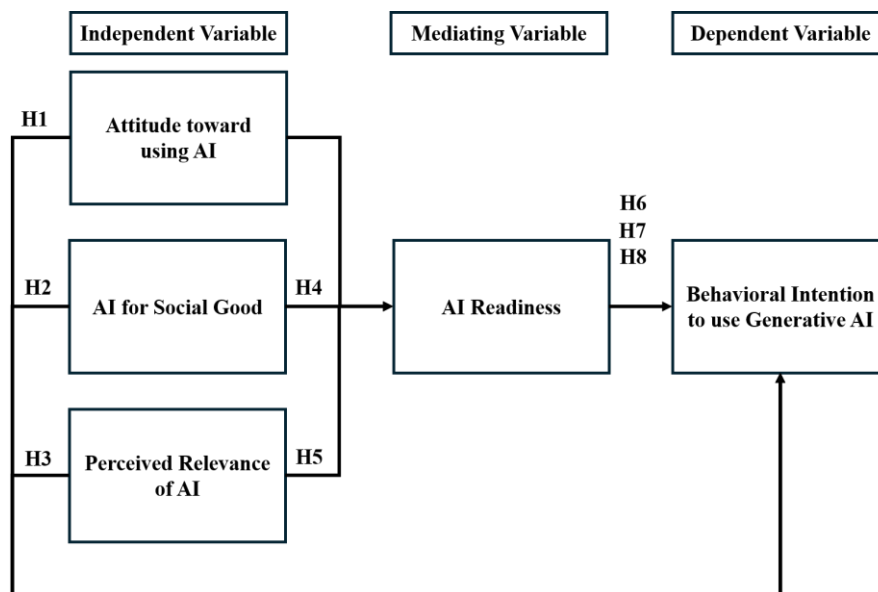 Independent Variable
Mediating Variable
Dependent Variable
H1
Attitude toward
using AI
H6
H7
H8
H2
AI for Social Good
H4
AI Readiness
Behavioral Intention
to use Generative AI
H3
Perceived Relevance
of AI
H5